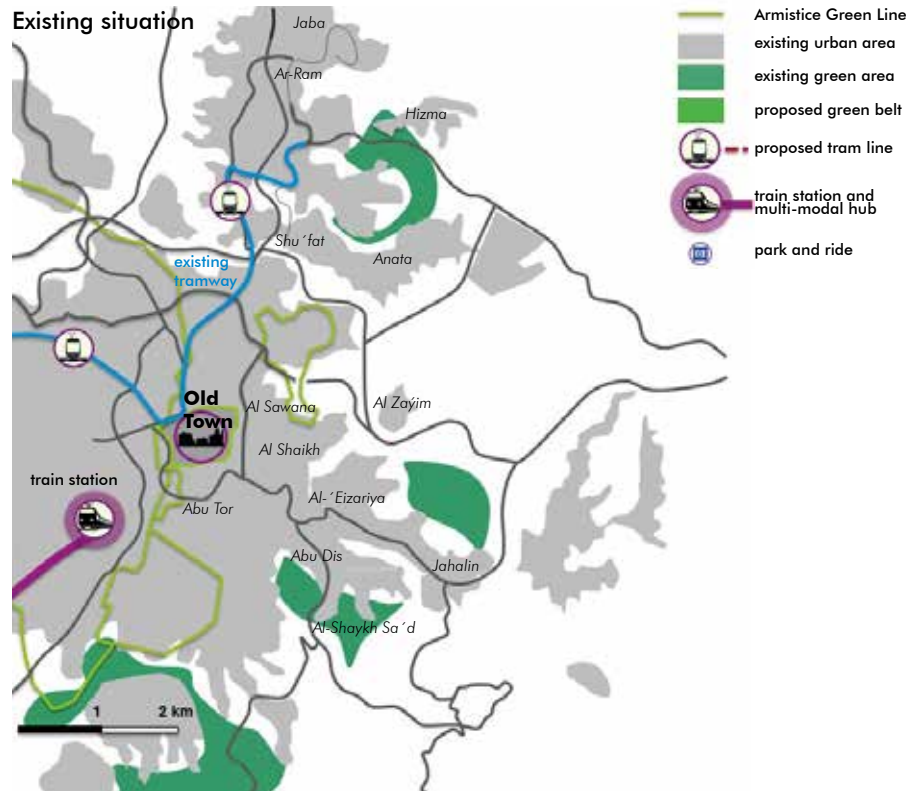 Existing situation
Jaba
Ar-Ram
Hizma
Shu´fat
Anata
existing
tramway
Old
Town
Al Sawana
Al Zaýim
Al Shaikh
train station
Al-´Eizariya
Abu Tor
Abu Dis
Jahalin
Al-Shaykh Sa´d
1
2 km
Armistice Green Line
existing urban area
existing green area
proposed green belt
proposed tram line
train station and
multi-modal hub
park and ride